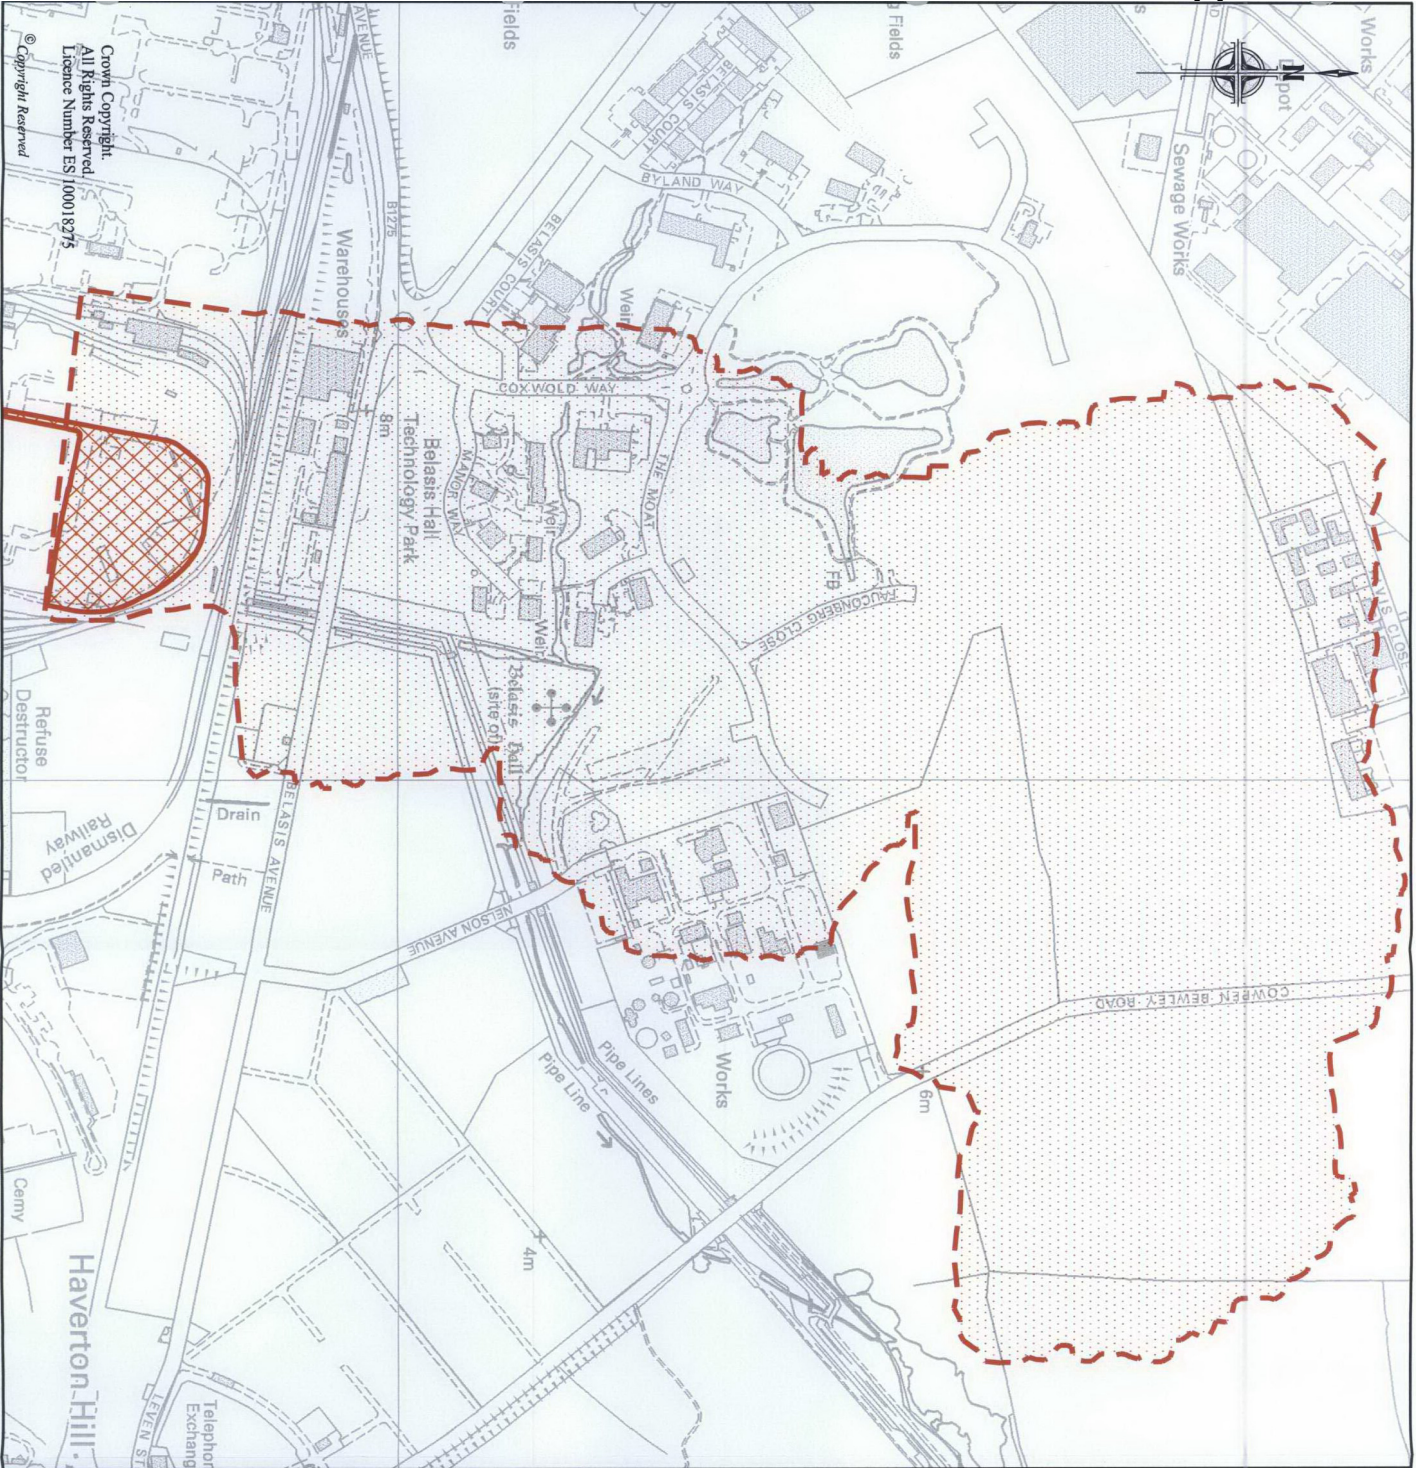 Works
Depot
N
Sewage Works
Fields
g Fields
AVENUE
B1275
Warehouses
BELASIS
COURT
BELASIS
COURT
BYLAND WAY
Weir
COXWOLD WAY
8m
Belasis Hall
Technology Park
MANOR WAY
THE MOAT
Weir
Weir
FB
FAUCONBERG CLOSE
VIS CLOSE
Belasis Hall
(site of)
Refuse
Destructor
Dismantled
Railway
Drain
Path
BELASIS AVENUE
NELSON AVENUE
COWPEN BEWLEY ROAD
6m
Works
Pipe Lines
Pipe Line
4m
Cemy
Haverton Hill
LEVEN ST
Telephon
Exchang
Crown Copyright.
All Rights Reserved.
Licence Number ES 100018275
© Copyright Reserved